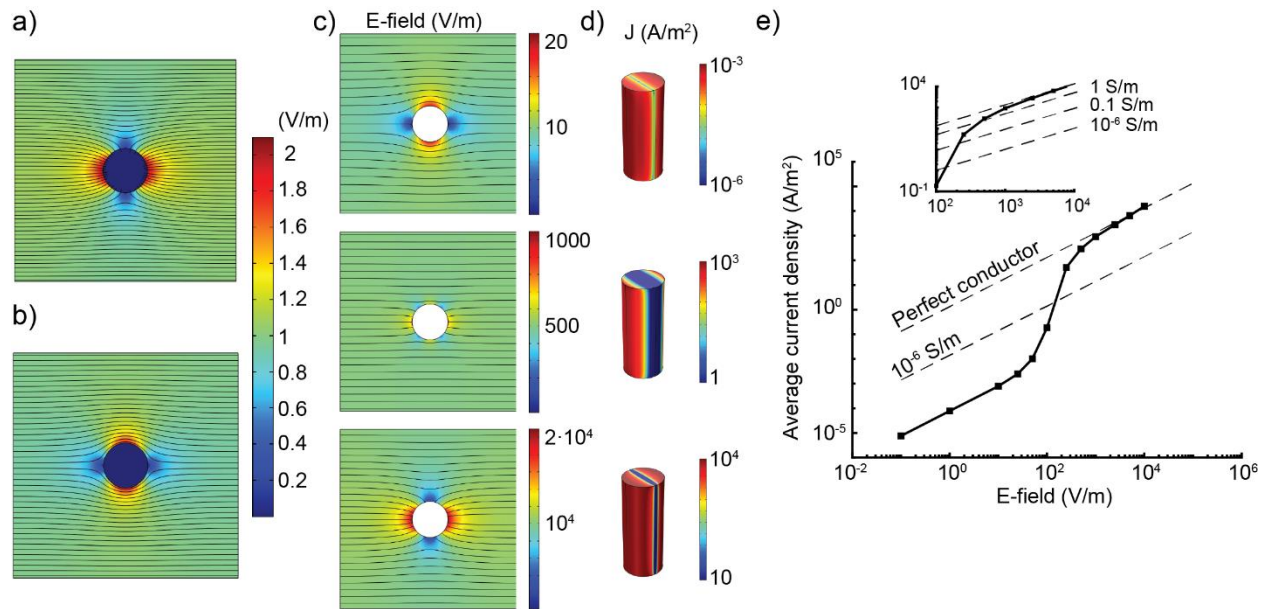 a)
(V/m)
2
1.8
1.6
1.4
1.2
1
0.8
0.6
0.4
0.2
b)
c)
E-field (V/m)
20
10
1000
500
2·10⁴
10⁴
d)
J (A/m²)
10⁻³
10⁻⁶
10³
1
10⁴
10
e)
10⁴
10⁻¹
10² 10³ 10⁴
1 S/m
0.1 S/m
10⁻⁶ S/m
Average current density (A/m²)
10⁵
10⁰
10⁻⁵
Perfect conductor
10⁻⁶ S/m
10⁻² 10⁰ 10² 10⁴ 10⁶
E-field (V/m)